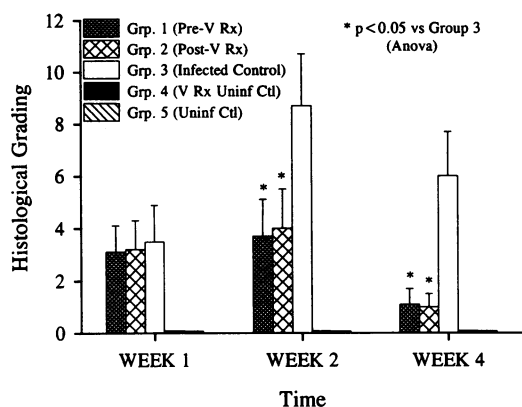 12
10
8
6
4
2
0
Histological Grading
Grp. 1 (Pre-V Rx)
Grp. 2 (Post-V Rx)
Grp. 3 (Infected Control)
Grp. 4 (V Rx Uninf Ctl)
Grp. 5 (Uninf Ctl)
* p<0.05 vs Group 3
(Anova)
* *
* *
WEEK 1 WEEK 2 WEEK 4
Time